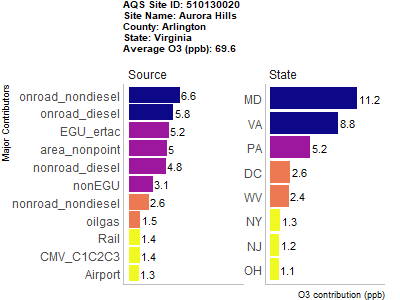 AQS Site ID: 510130020
Site Name: Aurora Hills
County: Arlington
State: Virginia
Average O3 (ppb): 69.6
Major Contributors
Source
onroad_nondiesel 6.6
onroad_diesel 5.8
EGU_ertac 5.2
area_nonpoint 5
nonroad_diesel 4.8
nonEGU 3.1
nonroad_nondiesel 2.6
oilgas 1.5
Rail 1.4
CMV_C1C2C3 1.4
Airport 1.3
State
MD 11.2
VA 8.8
PA 5.2
DC 2.6
WV 2.4
NY 1.3
NJ 1.2
OH 1.1
O3 contribution (ppb)